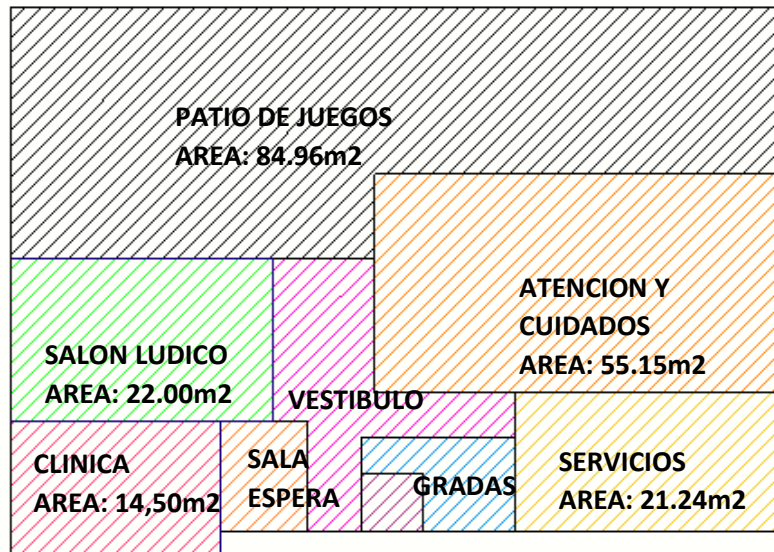 PATIO DE JUEGOS
AREA: 84.96m2
ATENCION Y
CUIDADOS
AREA: 55.15m2
SALON LUDICO
AREA: 22.00m2
VESTIBULO
CLINICA
AREA: 14,50m2
SALA
ESPERA
GRADAS
SERVICIOS
AREA: 21.24m2